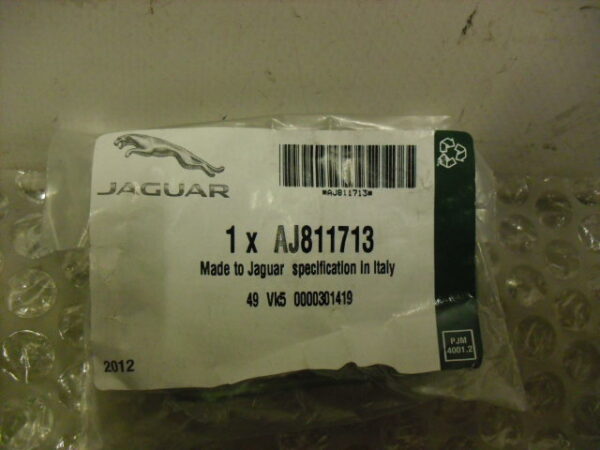 JAGUAR
*AJ811713*
1 x AJ811713
Made to Jaguar specification in Italy
49 Vk5 0000301419
2012
PJM
4001.2